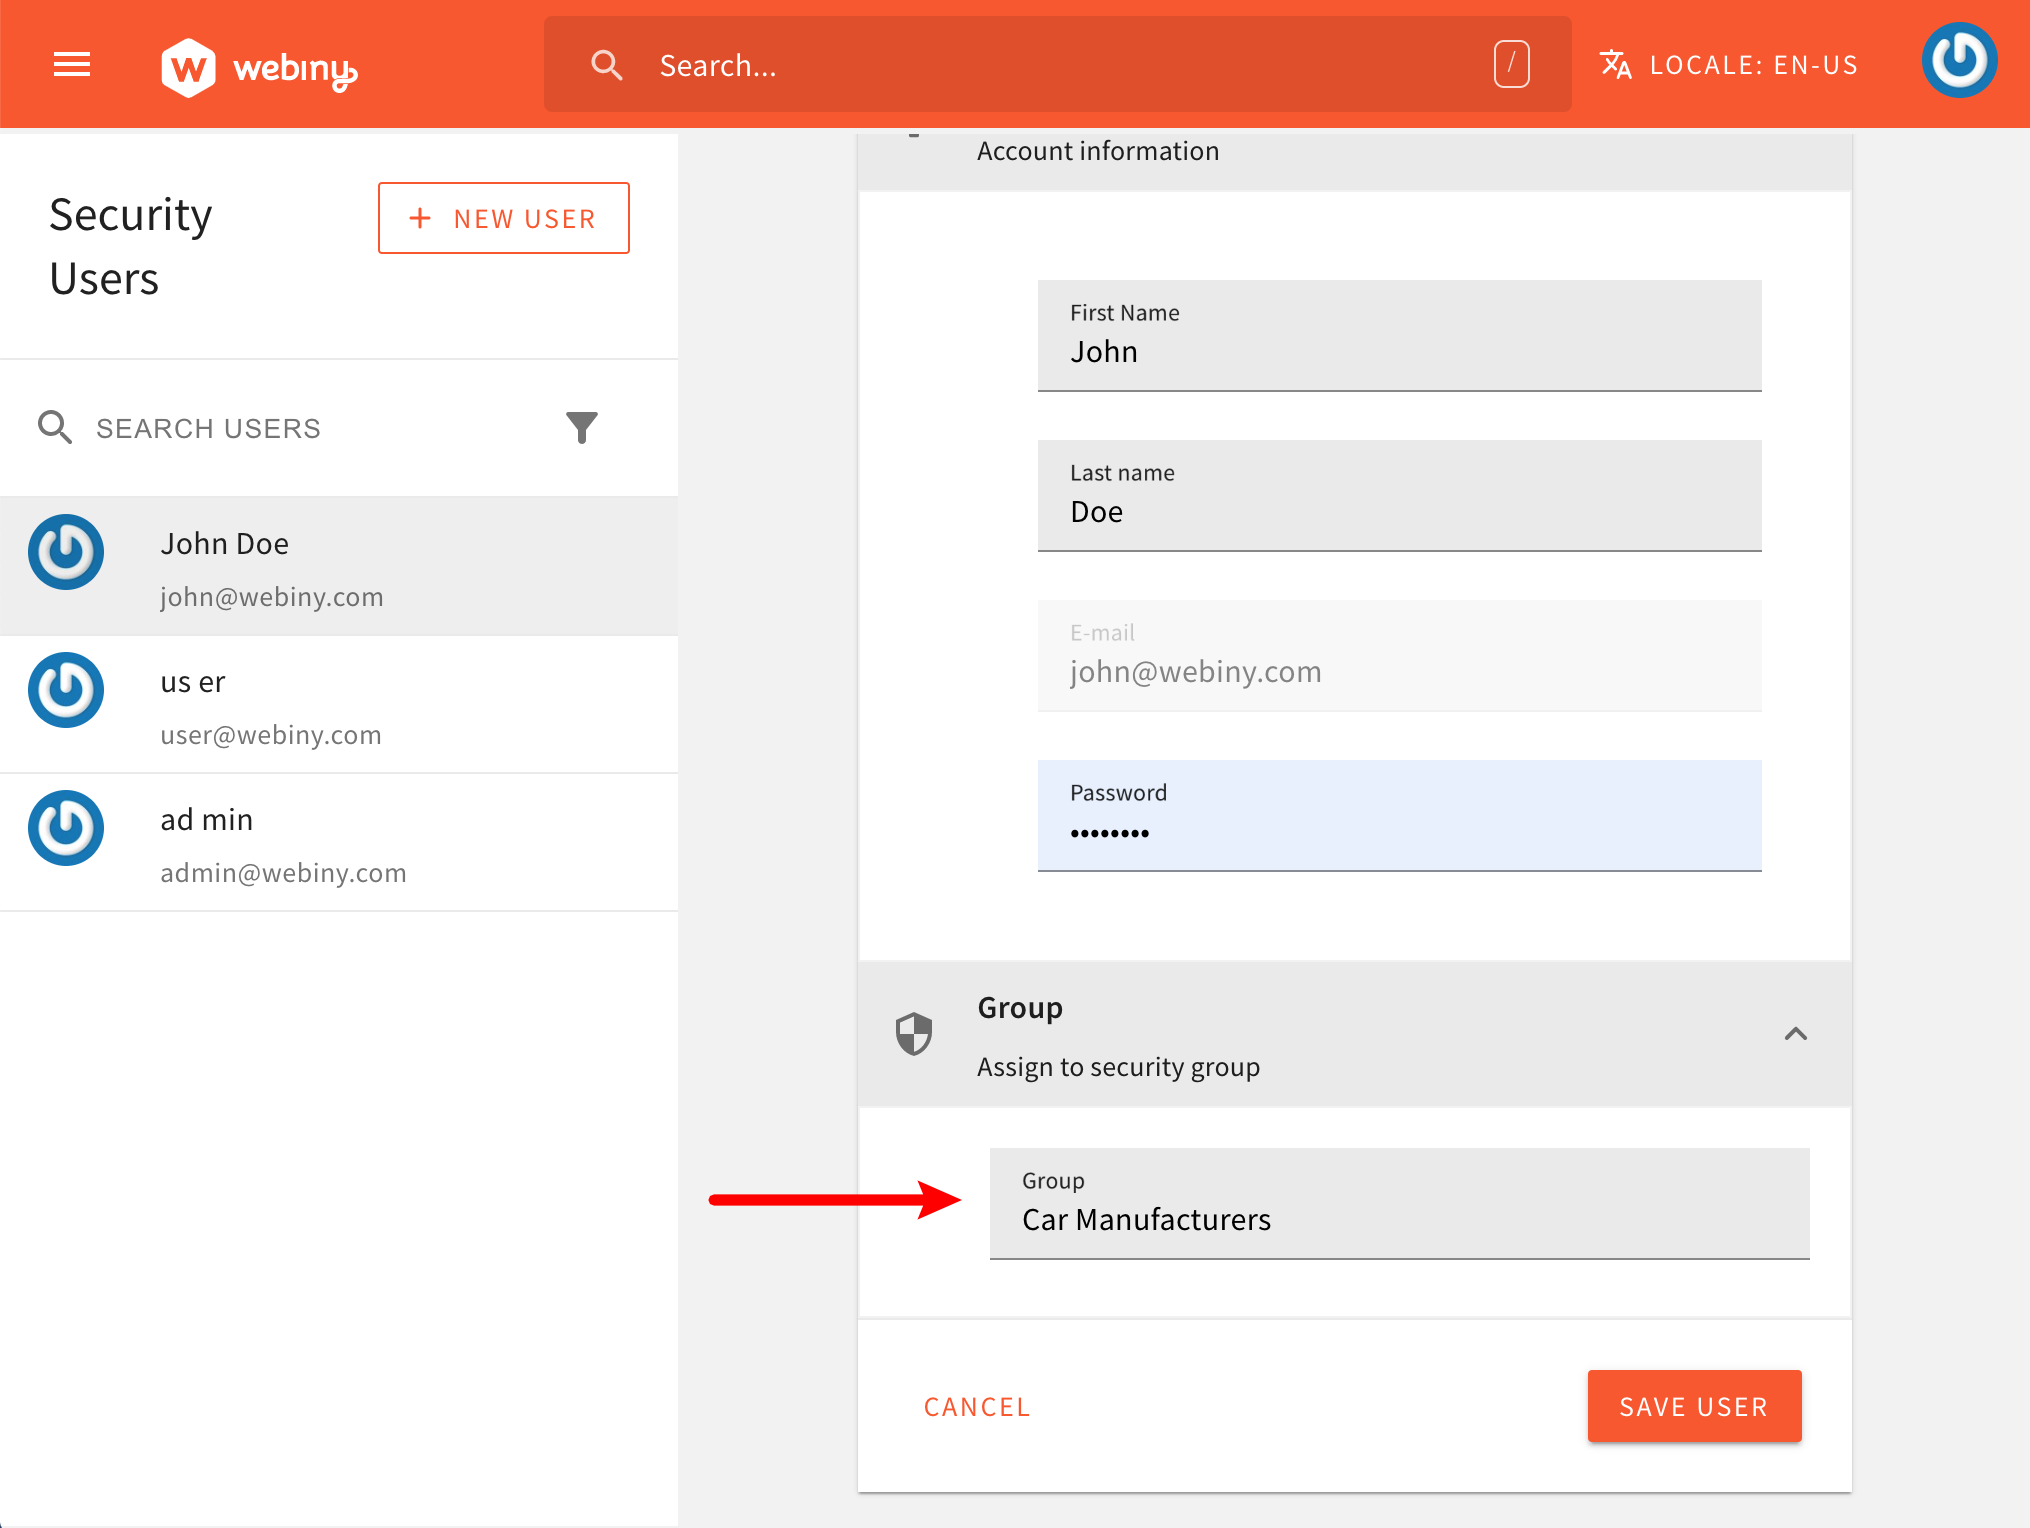 webiny
Search...
/
LOCALE: EN-US
Security
Users
+ NEW USER
SEARCH USERS
John Doe
john@webiny.com
us er
user@webiny.com
ad min
admin@webiny.com
Account information
First Name
John
Last name
Doe
E-mail
john@webiny.com
Password
••••••••
Group
Assign to security group
Group
Car Manufacturers
CANCEL
SAVE USER